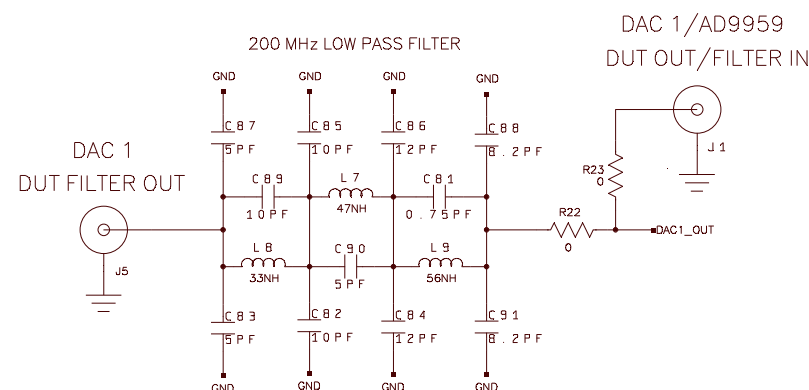 DAC 1/AD9959
DUT OUT/FILTER IN
200 MHz LOW PASS FILTER
GND
GND
GND
GND
C87
5PF
C85
10PF
C86
12PF
C88
8.2PF
J1
DAC 1
DUT FILTER OUT
C89
10PF
L7
47NH
C81
0.75PF
R23
0
R22
0
DAC1_OUT
J5
L8
33NH
C90
5PF
L9
56NH
C83
5PF
C82
10PF
C84
12PF
C91
8.2PF
GND
GND
GND
GND